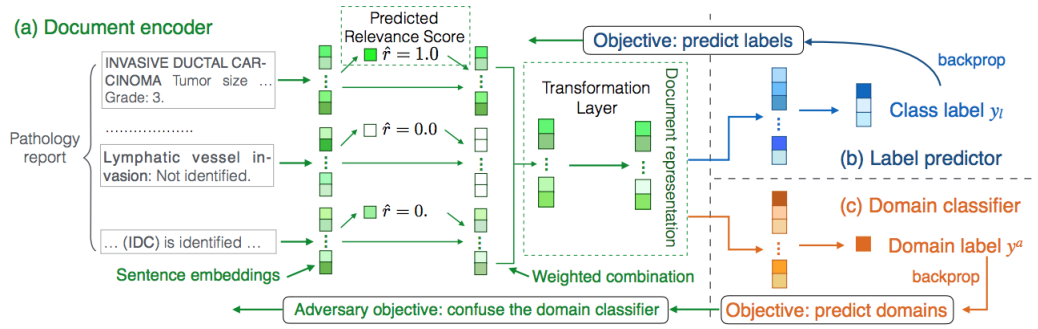 (a) Document encoder
Predicted
Relevance Score
r̂ = 1.0
Objective: predict labels
backprop
INVASIVE DUCTAL CAR-
CINOMA Tumor size ...
Grade: 3.
...................
Pathology
report
Lymphatic vessel in-
vasion: Not identified.
r̂ = 0.0
... (IDC) is identified ...
r̂ = 0.
Sentence embeddings
Weighted combination
Transformation
Layer
Document representation
Class label yₗ
(b) Label predictor
(c) Domain classifier
Domain label yᵃ
backprop
Adversary objective: confuse the domain classifier
Objective: predict domains